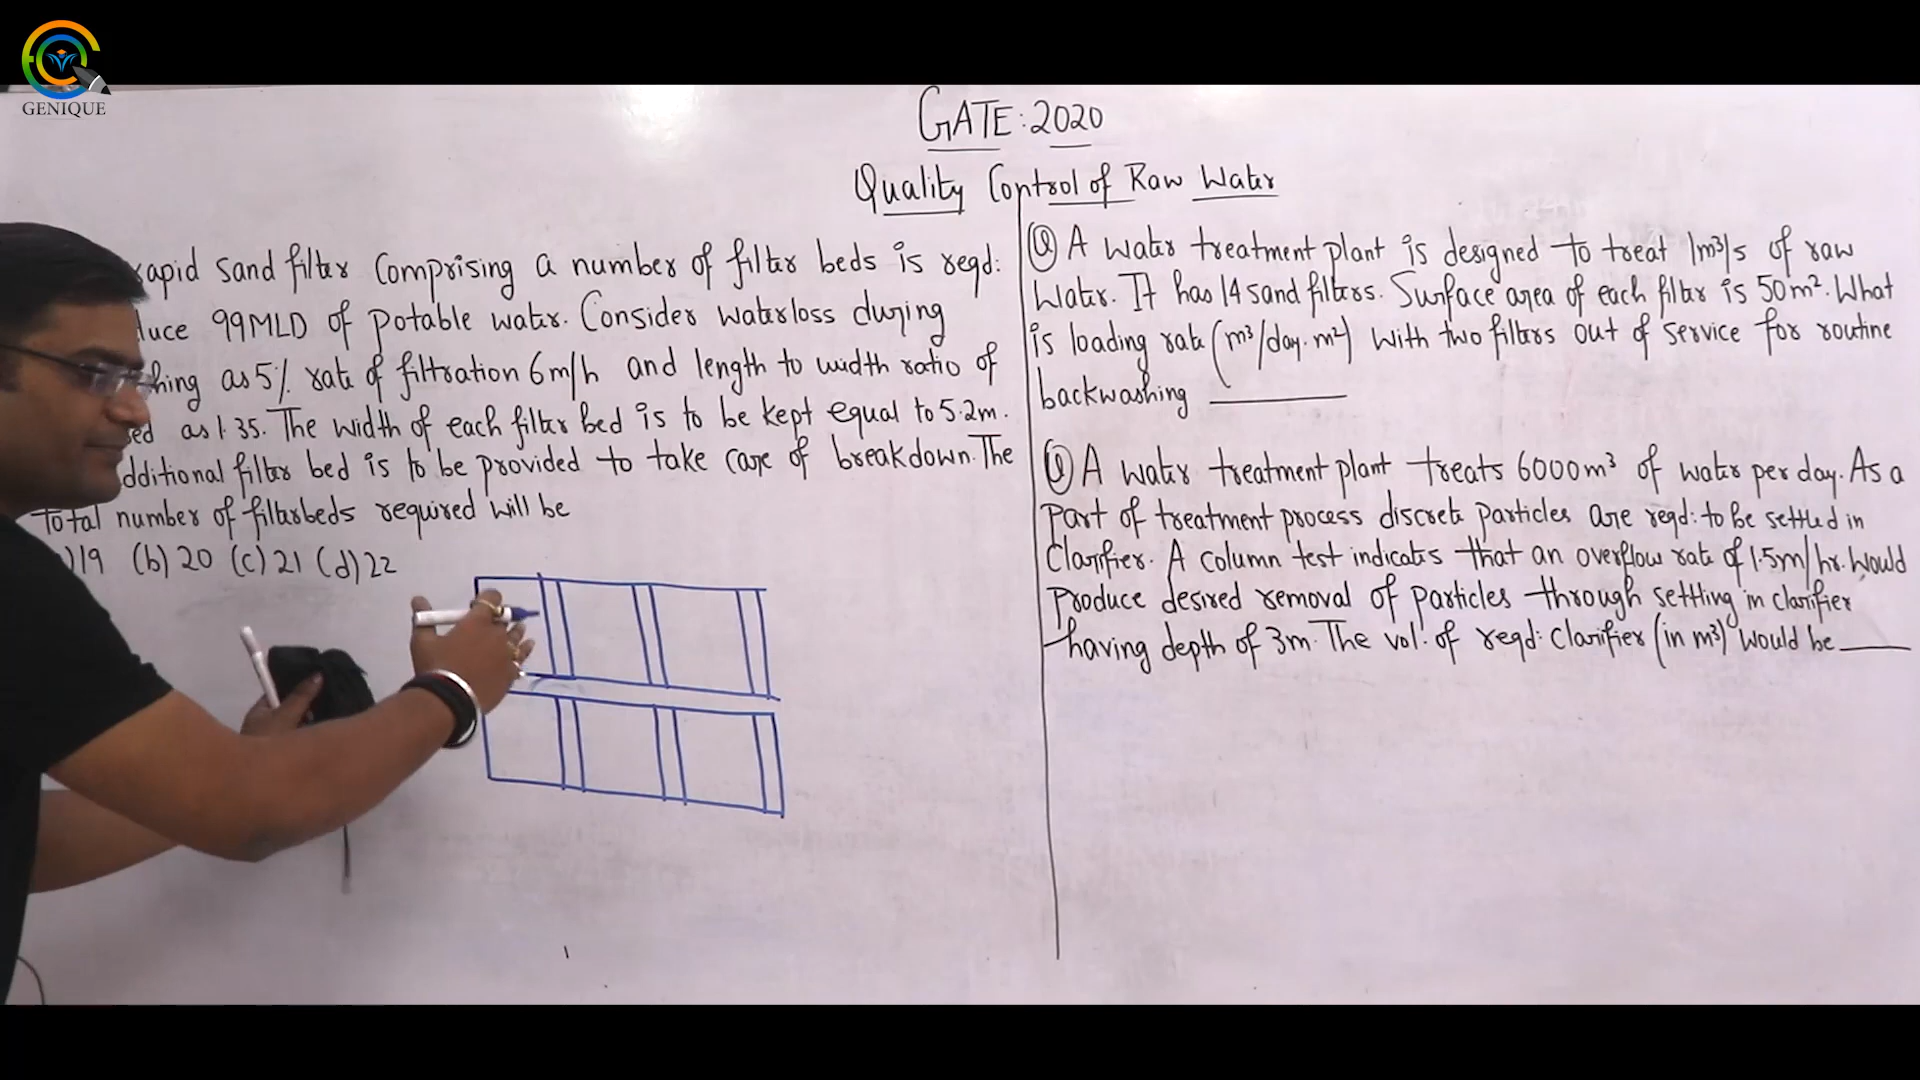 GENIQUE
GATE:2020
Quality Control of Raw Water
rapid sand filter Comprising a number of filter beds is reqd:
99MLD of potable water. Consider waterloss during
as 5% rate of filtration 6m/h and length to width ratio of
as 1.35. The width of each filter bed is to be kept equal to 5.2m.
filter bed is to be provided to take care of breakdown. The
Total number of filterbeds required will be
)19 (b) 20 (c) 21 (d) 22
Q A water treatment plant is designed to treat 1m³/s of raw
Water. It has 14 sand filters. Surface area of each filter is 50m². What
is loading rate (m³/day.m²) with two filters out of service for routine
backwashing ______
Q A water treatment plant treats 6000m³ of water per day. As a
part of treatment process discrete particles are reqd: to be settled in
Clarifier. A column test indicates that an overflow rate of 1.5m/hr. Would
produce desired removal of particles through settling in clarifier
having depth of 3m. The vol. of reqd: clarifier (in m³) would be ____